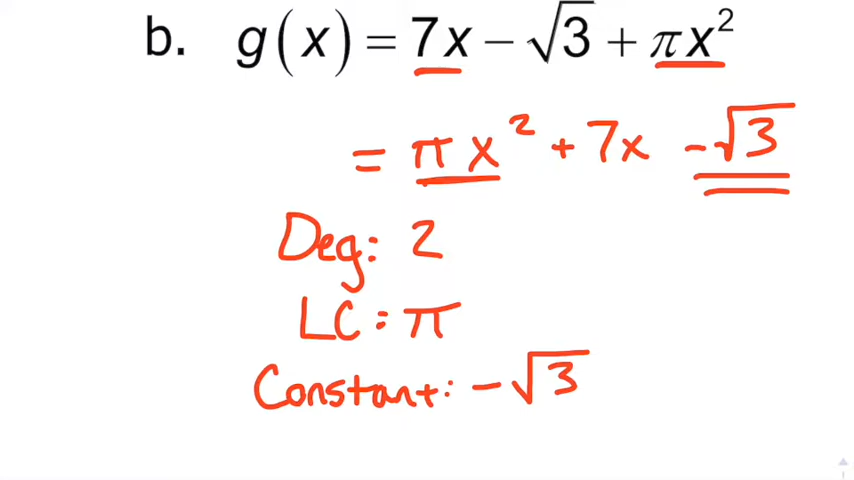 b. g(x) = 7x − √3 + πx²
= πx² + 7x − √3
Deg: 2
LC: π
Constant: − √3